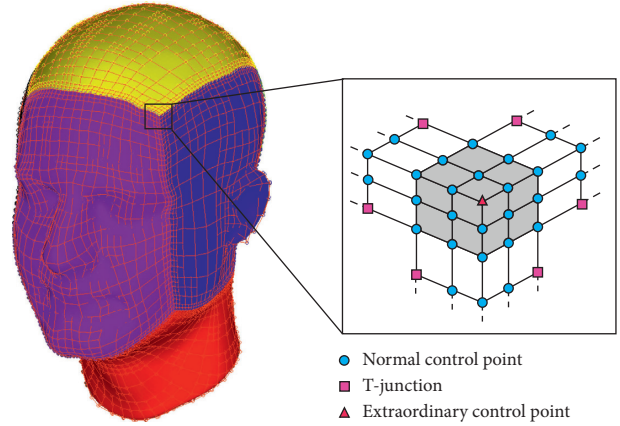 Normal control point
T-junction
Extraordinary control point